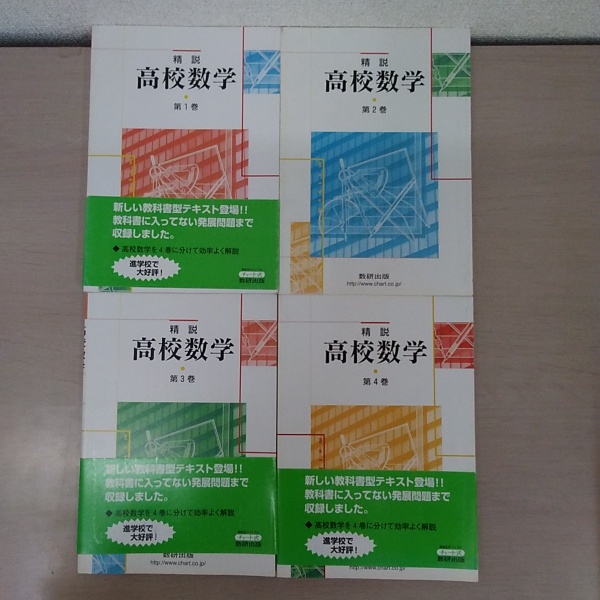 精説
高校数学
第1巻
新しい教科書型テキスト登場!!
教科書に入ってない発展問題まで
収録しました。
◆高校数学を4巻に分けて効率よく解説
進学校で
大好評!
チャート式
数研出版
精説
高校数学
第2巻
数研出版
http://www.chart.co.jp/
精説
高校数学
第3巻
新しい教科書型テキスト登場!!
教科書に入ってない発展問題まで
収録しました。
◆高校数学を4巻に分けて効率よく解説
進学校で
大好評!
チャート式
数研出版
数研出版
http://www.chart.co.jp/
精説
高校数学
第4巻
新しい教科書型テキスト登場!!
教科書に入ってない発展問題まで
収録しました。
◆高校数学を4巻に分けて効率よく解説
進学校で
大好評!
チャート式
数研出版
http://www.chart.co.jp/